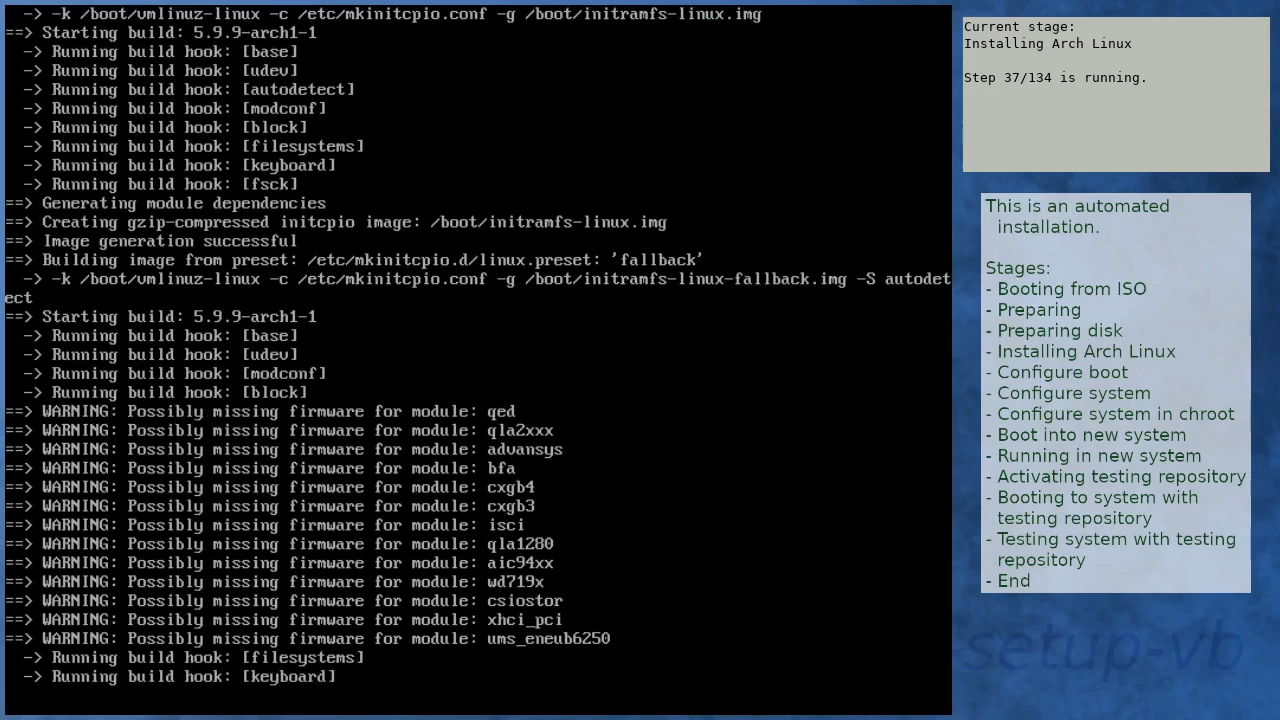 -> -k /boot/vmlinuz-linux -c /etc/mkinitcpio.conf -g /boot/initramfs-linux.img
==> Starting build: 5.9.9-arch1-1
-> Running build hook: [base]
-> Running build hook: [udev]
-> Running build hook: [autodetect]
-> Running build hook: [modconf]
-> Running build hook: [block]
-> Running build hook: [filesystems]
-> Running build hook: [keyboard]
-> Running build hook: [fsck]
==> Generating module dependencies
==> Creating gzip-compressed initcpio image: /boot/initramfs-linux.img
==> Image generation successful
==> Building image from preset: /etc/mkinitcpio.d/linux.preset: 'fallback'
-> -k /boot/vmlinuz-linux -c /etc/mkinitcpio.conf -g /boot/initramfs-linux-fallback.img -S autodet
ect
==> Starting build: 5.9.9-arch1-1
-> Running build hook: [base]
-> Running build hook: [udev]
-> Running build hook: [modconf]
-> Running build hook: [block]
==> WARNING: Possibly missing firmware for module: qed
==> WARNING: Possibly missing firmware for module: qla2xxx
==> WARNING: Possibly missing firmware for module: advansys
==> WARNING: Possibly missing firmware for module: bfa
==> WARNING: Possibly missing firmware for module: cxgb4
==> WARNING: Possibly missing firmware for module: cxgb3
==> WARNING: Possibly missing firmware for module: isci
==> WARNING: Possibly missing firmware for module: qla1280
==> WARNING: Possibly missing firmware for module: aic94xx
==> WARNING: Possibly missing firmware for module: wd719x
==> WARNING: Possibly missing firmware for module: csiostor
==> WARNING: Possibly missing firmware for module: xhci_pci
==> WARNING: Possibly missing firmware for module: ums_eneub6250
-> Running build hook: [filesystems]
-> Running build hook: [keyboard]
Current stage:
Installing Arch Linux
Step 37/134 is running.
This is an automated
installation.
Stages:
- Booting from ISO
- Preparing
- Preparing disk
- Installing Arch Linux
- Configure boot
- Configure system
- Configure system in chroot
- Boot into new system
- Running in new system
- Activating testing repository
- Booting to system with
testing repository
- Testing system with testing
repository
- End
setup-vb